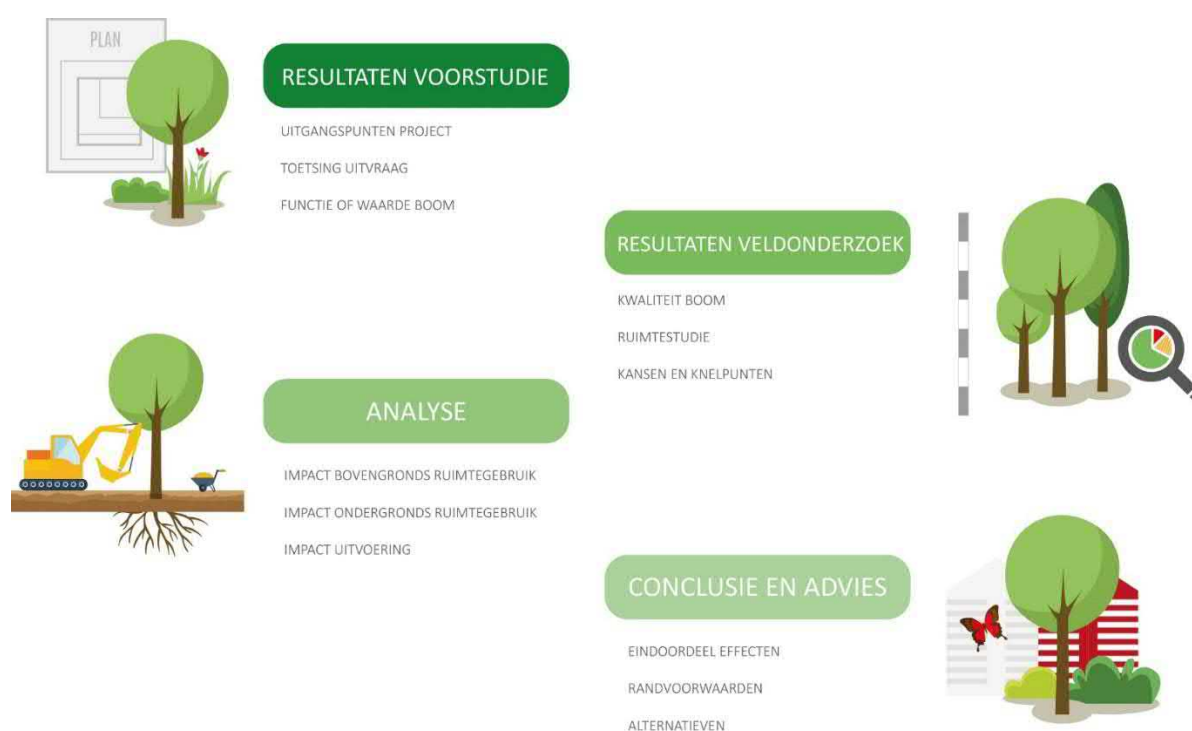 PLAN
RESULTATEN VOORSTUDIE
UITGANGSPUNTEN PROJECT
TOETSING UITVRAAG
FUNCTIE OF WAARDE BOOM
RESULTATEN VELDONDERZOEK
KWALITEIT BOOM
RUIMTESTUDIE
KANSEN EN KNELPUNTEN
ANALYSE
IMPACT BOVENGRONDS RUIMTEGEBRUIK
IMPACT ONDERGRONDS RUIMTEGEBRUIK
IMPACT UITVOERING
CONCLUSIE EN ADVIES
EINDOORDEEL EFFECTEN
RANDVOORWAARDEN
ALTERNATIEVEN